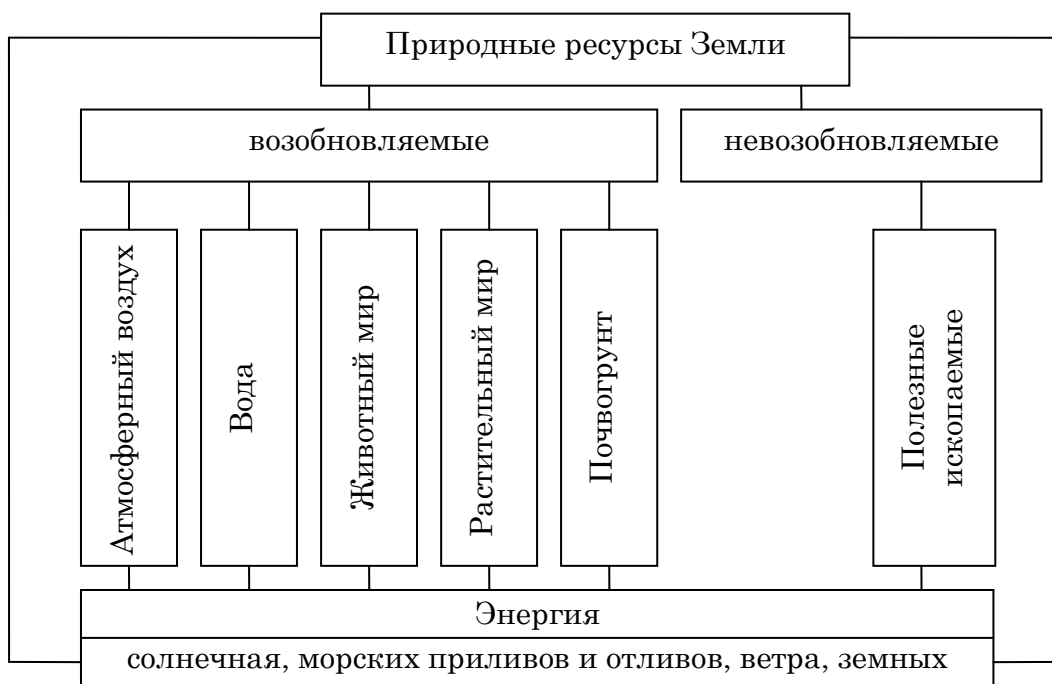 Природные ресурсы Земли
возобновляемые
невозобновляемые
Атмосферный воздух
Вода
Животный мир
Растительный мир
Почвогрунт
Полезные
ископаемые
Энергия
солнечная, морских приливов и отливов, ветра, земных